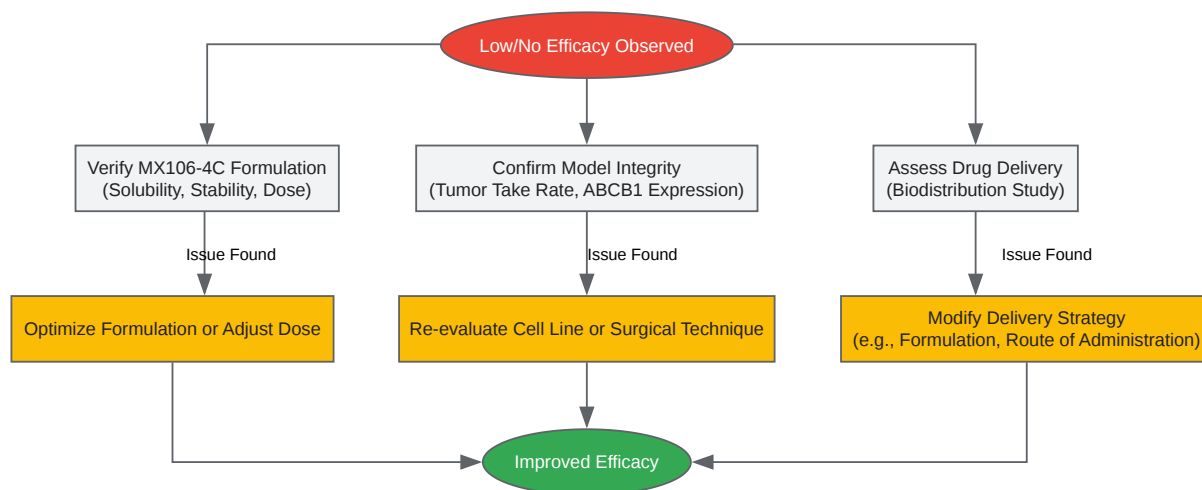 Low/No Efficacy Observed
Verify MX106-4C Formulation
(Solubility, Stability, Dose)
Confirm Model Integrity
(Tumor Take Rate, ABCB1 Expression)
Assess Drug Delivery
(Biodistribution Study)
Issue Found
Issue Found
Issue Found
Optimize Formulation or Adjust Dose
Re-evaluate Cell Line or Surgical Technique
Modify Delivery Strategy
(e.g., Formulation, Route of Administration)
Improved Efficacy